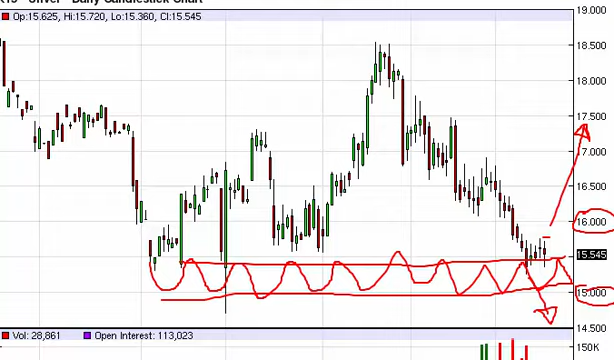 Silver - Daily Candlestick Chart
Op:15.625, Hi:15.720, Lo:15.360, Cl:15.545
19.000
18.500
18.000
17.500
17.000
16.500
16.000
15.545
15.000
14.500
Vol: 28,861 Open Interest: 113,023
150K